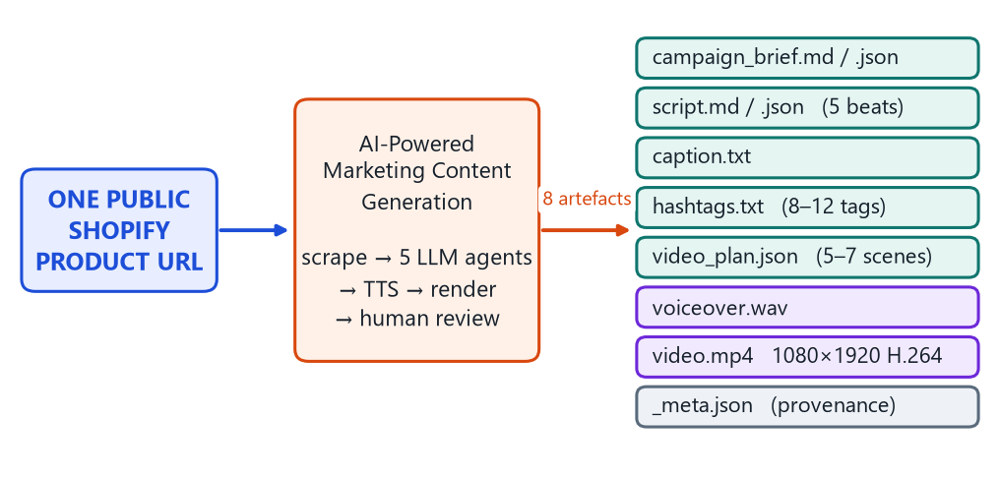 ONE PUBLIC
SHOPIFY
PRODUCT URL
AI-Powered
Marketing Content
Generation
scrape → 5 LLM agents
→ TTS → render
→ human review
8 artefacts
campaign_brief.md / .json
script.md / .json (5 beats)
caption.txt
hashtags.txt (8–12 tags)
video_plan.json (5–7 scenes)
voiceover.wav
video.mp4 1080×1920 H.264
_meta.json (provenance)